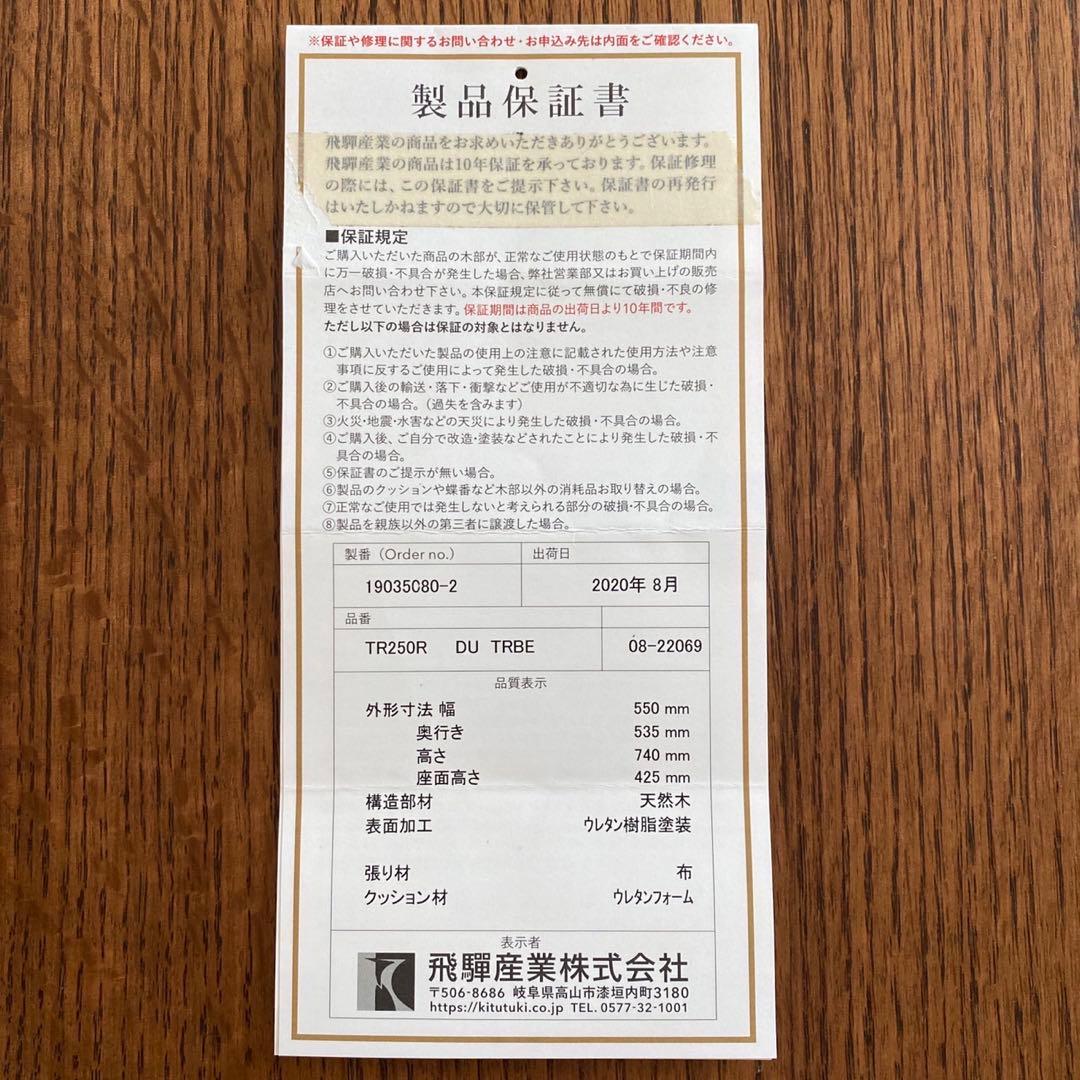 ※保証や修理に関するお問い合わせ・お申込み先は内面をご確認ください。
製品保証書
飛驒産業の商品をお求めいただきありがとうございます。
飛驒産業の商品は10年保証を承っております。保証修理
の際には、この保証書をご提示下さい。保証書の再発行
はいたしかねますので大切に保管して下さい。
■保証規定
ご購入いただいた商品の木部が、正常なご使用状態のもとで保証期間内
に万一破損・不具合が発生した場合、弊社営業部又はお買い上げの販売
店へお問い合わせ下さい。本保証規定に従って無償にて破損・不良の修
理をさせていただきます。保証期間は商品の出荷日より10年間です。
ただし以下の場合は保証の対象とはなりません。
①ご購入いただいた製品の使用上の注意に記載された使用方法や注意
事項に反するご使用によって発生した破損・不具合の場合。
②ご購入後の輸送・落下・衝撃などご使用が不適切な為に生じた破損・
不具合の場合。（過失を含みます）
③火災・地震・水害などの天災により発生した破損・不具合の場合。
④ご購入後、ご自分で改造・塗装などされたことにより発生した破損・不
具合の場合。
⑤保証書のご提示が無い場合。
⑥製品のクッションや蝶番など木部以外の消耗品お取り替えの場合。
⑦正常なご使用では発生しないと考えられる部分の破損・不具合の場合。
⑧製品を親族以外の第三者に譲渡した場合。
製番（Order no.） 出荷日
19035080-2 2020年 8月
品番
TR250R DU TRBE 08-22069
品質表示
外形寸法 幅 550 mm
奥行き 535 mm
高さ 740 mm
座面高さ 425 mm
構造部材 天然木
表面加工 ウレタン樹脂塗装
張り材 布
クッション材 ウレタンフォーム
表示者
飛驒産業株式会社
〒506-8686 岐阜県高山市漆垣内町3180
https://kitutuki.co.jp TEL. 0577-32-1001